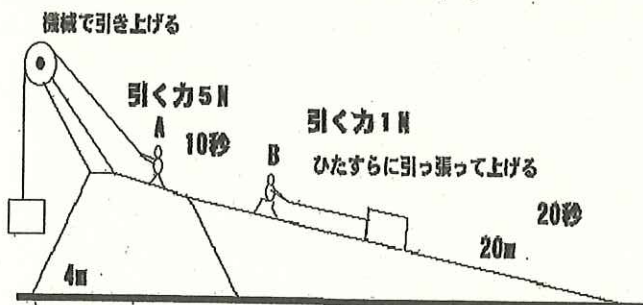 機械で引き上げる
引く力5N
A
10秒
引く力1N
B
ひたすらに引っ張って上げる
20秒
20m
4m